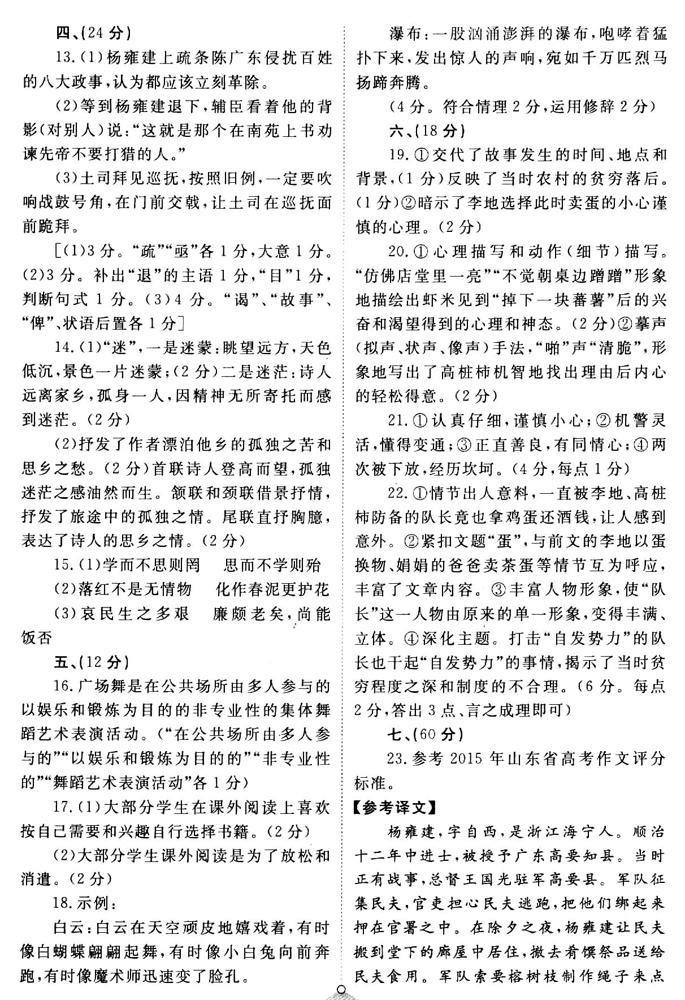 四、(24 分)
13.(1)杨雍建上疏条陈广东侵扰百姓
的八大政事,认为都应该立刻革除。
(2)等到杨雍建退下,辅臣看着他的背
影(对别人)说:“这就是那个在南苑上书劝
谏先帝不要打猎的人。”
(3)土司拜见巡抚,按照旧例,一定要吹
响战鼓号角,在门前交戟,让土司在巡抚面
前跪拜。
[(1)3 分。“疏”“亟”各 1 分,大意 1 分。
(2)3 分。补出“退”的主语 1 分,“目”1 分,
判断句式 1 分。(3)4 分。“谒”、“故事”、
“俾”、状语后置各 1 分]
14.(1)“迷”,一是迷蒙:眺望远方,天色
低沉,景色一片迷蒙;(2 分)二是迷茫:诗人
远离家乡,孤身一人,因精神无所寄托而感
到迷茫。(2 分)
(2)抒发了作者漂泊他乡的孤独之苦和
思乡之愁。(2 分)首联诗人登高而望,孤独
迷茫之感油然而生。颔联和颈联借景抒情,
抒发了旅途中的孤独之情。尾联直抒胸臆,
表达了诗人的思乡之情。(2 分)
15.(1)学而不思则罔 思而不学则殆
(2)落红不是无情物 化作春泥更护花
(3)哀民生之多艰 廉颇老矣,尚能
饭否
五、(12 分)
16.广场舞是在公共场所由多人参与的
以娱乐和锻炼为目的的非专业性的集体舞
蹈艺术表演活动。(“在公共场所由多人参
与的”“以娱乐和锻炼为目的的”“非专业性
的”“舞蹈艺术表演活动”各 1 分)
17.(1)大部分学生在课外阅读上喜欢
按自己需要和兴趣自行选择书籍。(2 分)
(2)大部分学生课外阅读是为了放松和
消遣。(2 分)
18.示例:
白云:白云在天空顽皮地嬉戏着,有时
像白蝴蝶翩翩起舞,有时像小白兔向前奔
跑,有时像魔术师迅速变了脸孔。
瀑布:一股汹涌澎湃的瀑布,咆哮着猛
扑下来,发出惊人的声响,宛如千万匹烈马
扬蹄奔腾。
(4 分。符合情理 2 分,运用修辞 2 分)
六、(18 分)
19.①交代了故事发生的时间、地点和
背景,(1 分)反映了当时农村的贫穷落后。
(1 分)②暗示了李地选择此时卖蛋的小心谨
慎的心理。(2 分)
20.①心理描写和动作(细节)描写。
“仿佛店堂里一亮”“不觉朝桌边蹭蹭”形象
地描绘出虾米见到“掉下一块蕃薯”后的兴
奋和渴望得到的心理和神态。(2 分)②摹声
(拟声、状声、像声)手法,“啪”声“清脆”,形
象地写出了高桩柿机智地找出理由后内心
的轻松得意。(2 分)
21.①认真仔细,谨慎小心;②机警灵
活,懂得变通;③正直善良,有同情心;④两
次被下放,经历坎坷。(4 分,每点 1 分)
22.①情节出人意料,一直被李地、高桩
柿防备的队长竟也拿鸡蛋还酒钱,让人感到
意外。②紧扣文题“蛋”,与前文的李地以蛋
换物、娟娟的爸爸卖茶蛋等情节互为呼应,
丰富了文章内容。③丰富人物形象,使“队
长”这一人物由原来的单一形象,变得丰满、
立体。④深化主题。打击“自发势力”的队
长也干起“自发势力”的事情,揭示了当时贫
穷程度之深和制度的不合理。(6 分。每点
2 分,答出 3 点、言之成理即可)
七、(60 分)
23.参考 2015 年山东省高考作文评分
标准。
【参考译文】
杨雍建,字自西,是浙江海宁人。顺治
十二年中进士,被授予广东高要知县。当时
正有战事,总督王国光驻军高要县。军队征
集民夫,官吏担心民夫逃跑,把他们绑起来
押在官署之中。在除夕之夜,杨雍建让民夫
搬到堂下的廊屋中居住,撤去肴馔祭品送给
民夫食用。军队索要榕树枝制作绳子来点